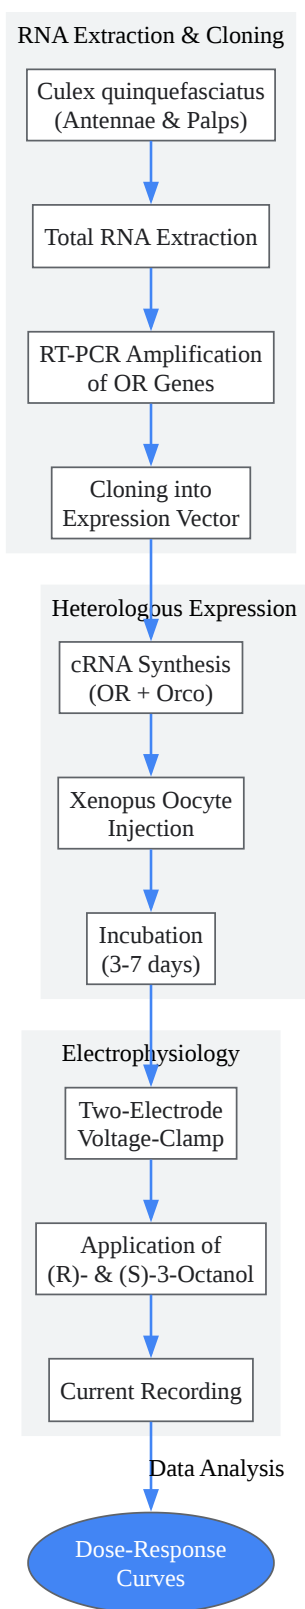 RNA Extraction & Cloning
Culex quinquefasciatus
(Antennae & Palps)
Total RNA Extraction
RT-PCR Amplification
of OR Genes
Cloning into
Expression Vector
Heterologous Expression
cRNA Synthesis
(OR + Orco)
Xenopus Oocyte
Injection
Incubation
(3-7 days)
Electrophysiology
Two-Electrode
Voltage-Clamp
Application of
(R)- & (S)-3-Octanol
Current Recording
Data Analysis
Dose-Response
Curves